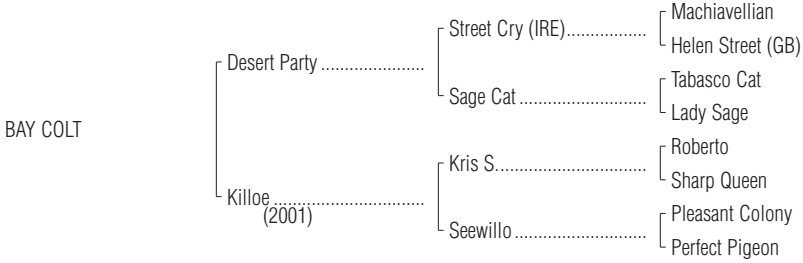 Machiavellian
Street Cry (IRE).................
Helen Street (GB)
Desert Party ......................
Tabasco Cat
Sage Cat ...........................
Lady Sage
BAY COLT
Roberto
Kris S.................................
Sharp Queen
Killoe ................................
(2001)
Pleasant Colony
Seewillo ............................
Perfect Pigeon